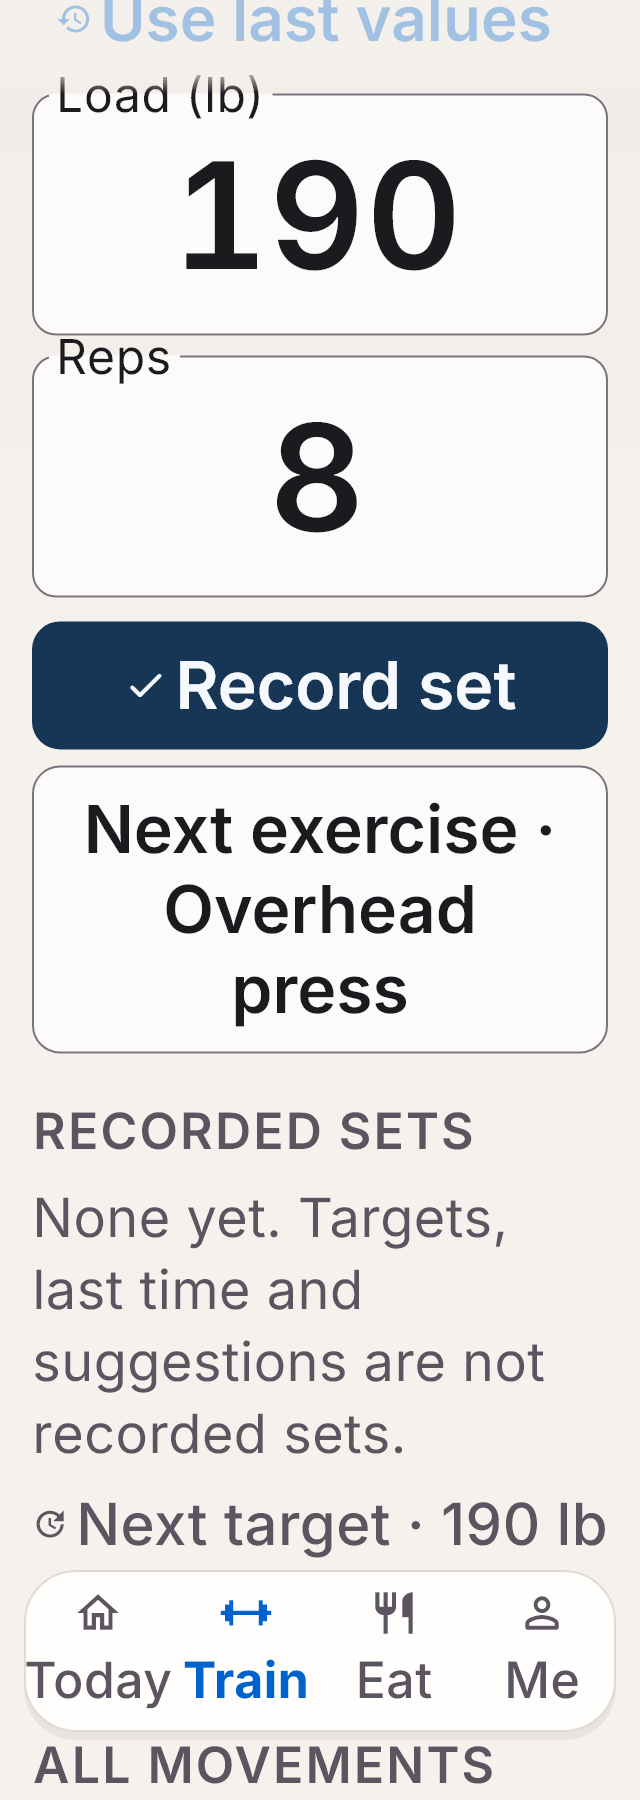 Use last values
Load (lb)
190
Reps
8
Record set
Next exercise ·
Overhead
press
RECORDED SETS
None yet. Targets,
last time and
suggestions are not
recorded sets.
Next target · 190 lb
Today Train Eat Me
ALL MOVEMENTS